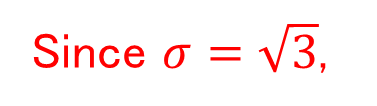 Since σ = √3,